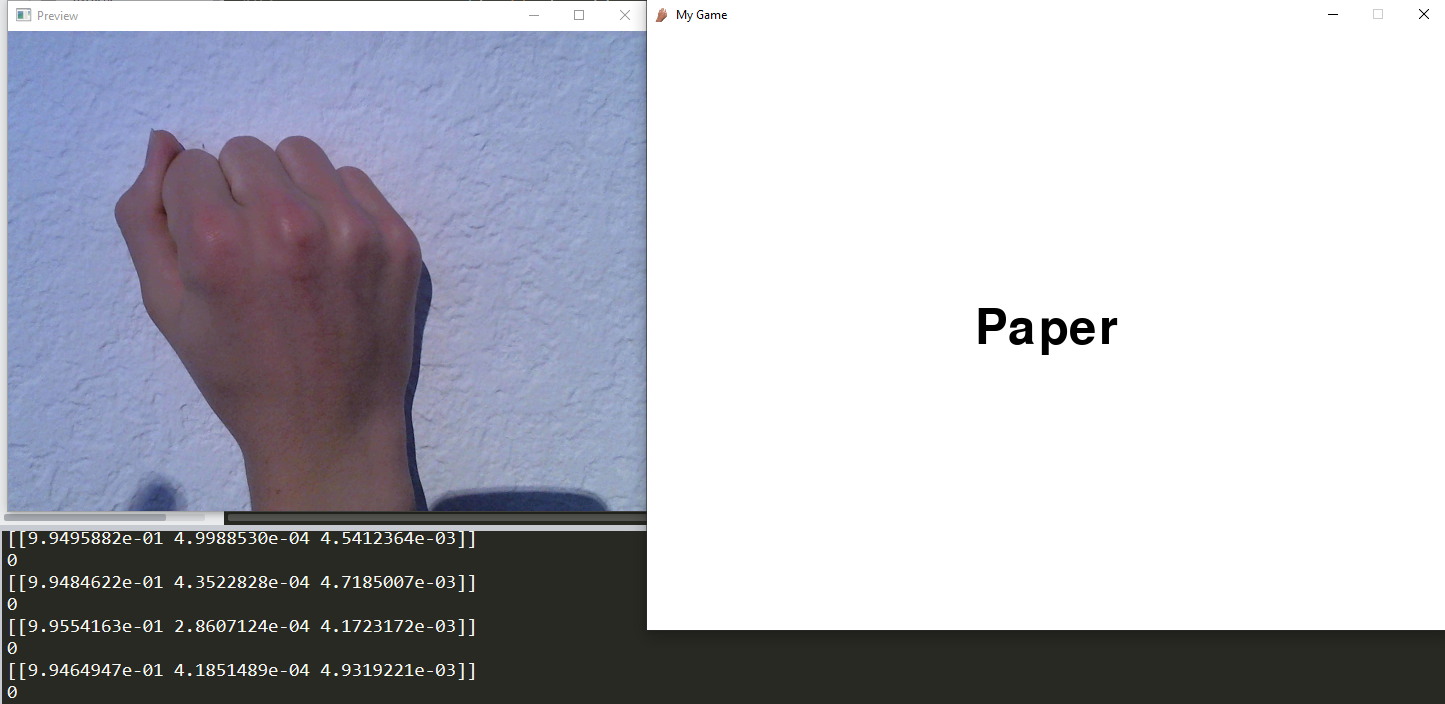 Preview
My Game
Paper
[[9.9495882e-01 4.9988530e-04 4.5412364e-03]]
0
[[9.9484622e-01 4.3522828e-04 4.7185007e-03]]
0
[[9.9554163e-01 2.8607124e-04 4.1723172e-03]]
0
[[9.9464947e-01 4.1851489e-04 4.9319221e-03]]
0